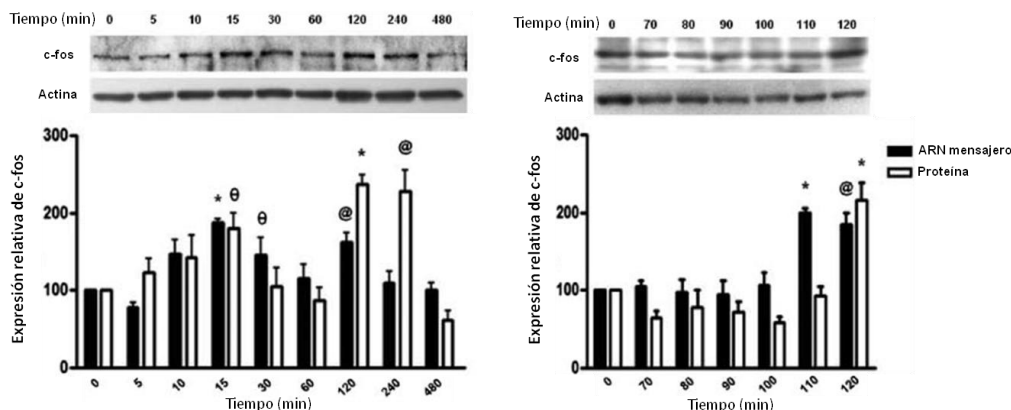 Tiempo (min) 0 5 10 15 30 60 120 240 480
c-fos
Actina
300
200
100
0
Expresión relativa de c-fos
* θ θ @ * @
0 5 10 15 30 60 120 240 480
Tiempo (min)
Tiempo (min) 0 70 80 90 100 110 120
c-fos
Actina
300
200
100
0
Expresión relativa de c-fos
* @ *
0 70 80 90 100 110 120
Tiempo (min)
ARN mensajero
Proteína